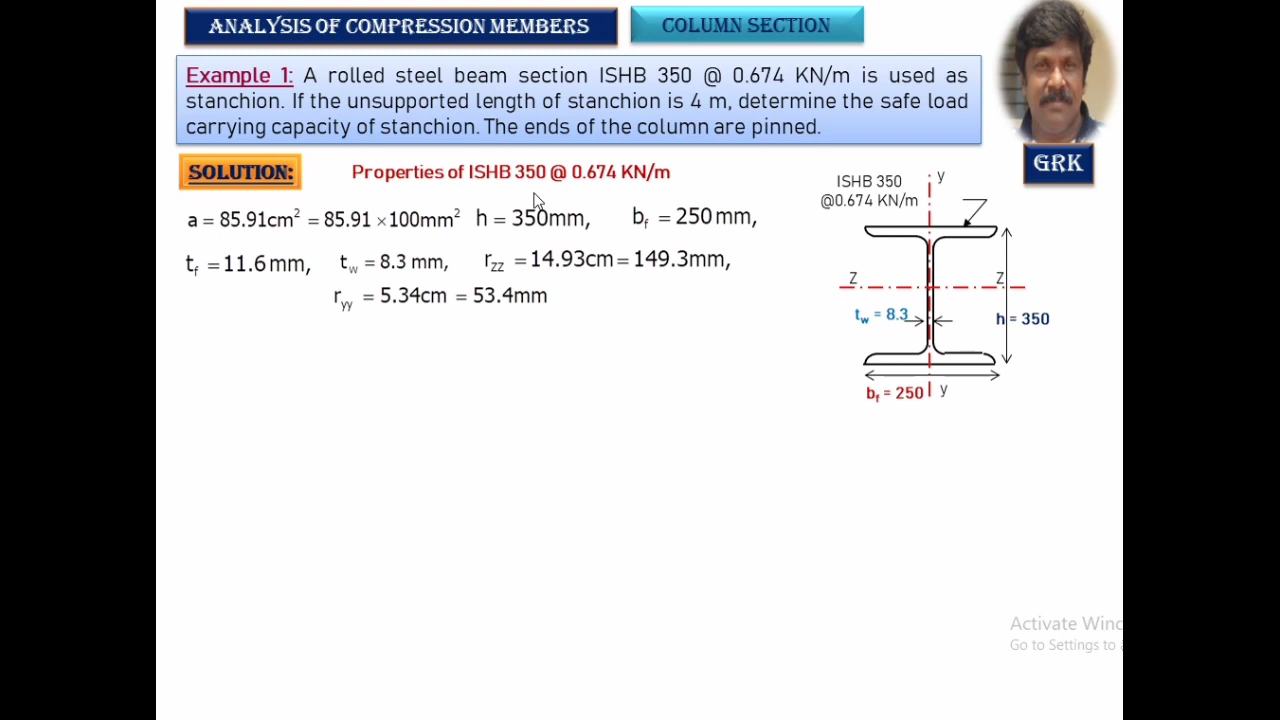 ANALYSIS OF COMPRESSION MEMBERS
COLUMN SECTION
Example 1: A rolled steel beam section ISHB 350 @ 0.674 KN/m is used as
stanchion. If the unsupported length of stanchion is 4 m, determine the safe load
carrying capacity of stanchion. The ends of the column are pinned.
GRK
SOLUTION:
Properties of ISHB 350 @ 0.674 KN/m
a = 85.91cm² = 85.91 ×100mm² h = 350mm, b_f = 250 mm,
t_f = 11.6 mm, t_w = 8.3 mm, r_zz = 14.93cm = 149.3mm,
r_yy = 5.34cm = 53.4mm
ISHB 350
@0.674 KN/m
y
Z
Z
t_w = 8.3
h = 350
b_f = 250
y
Activate Winc
Go to Settings to